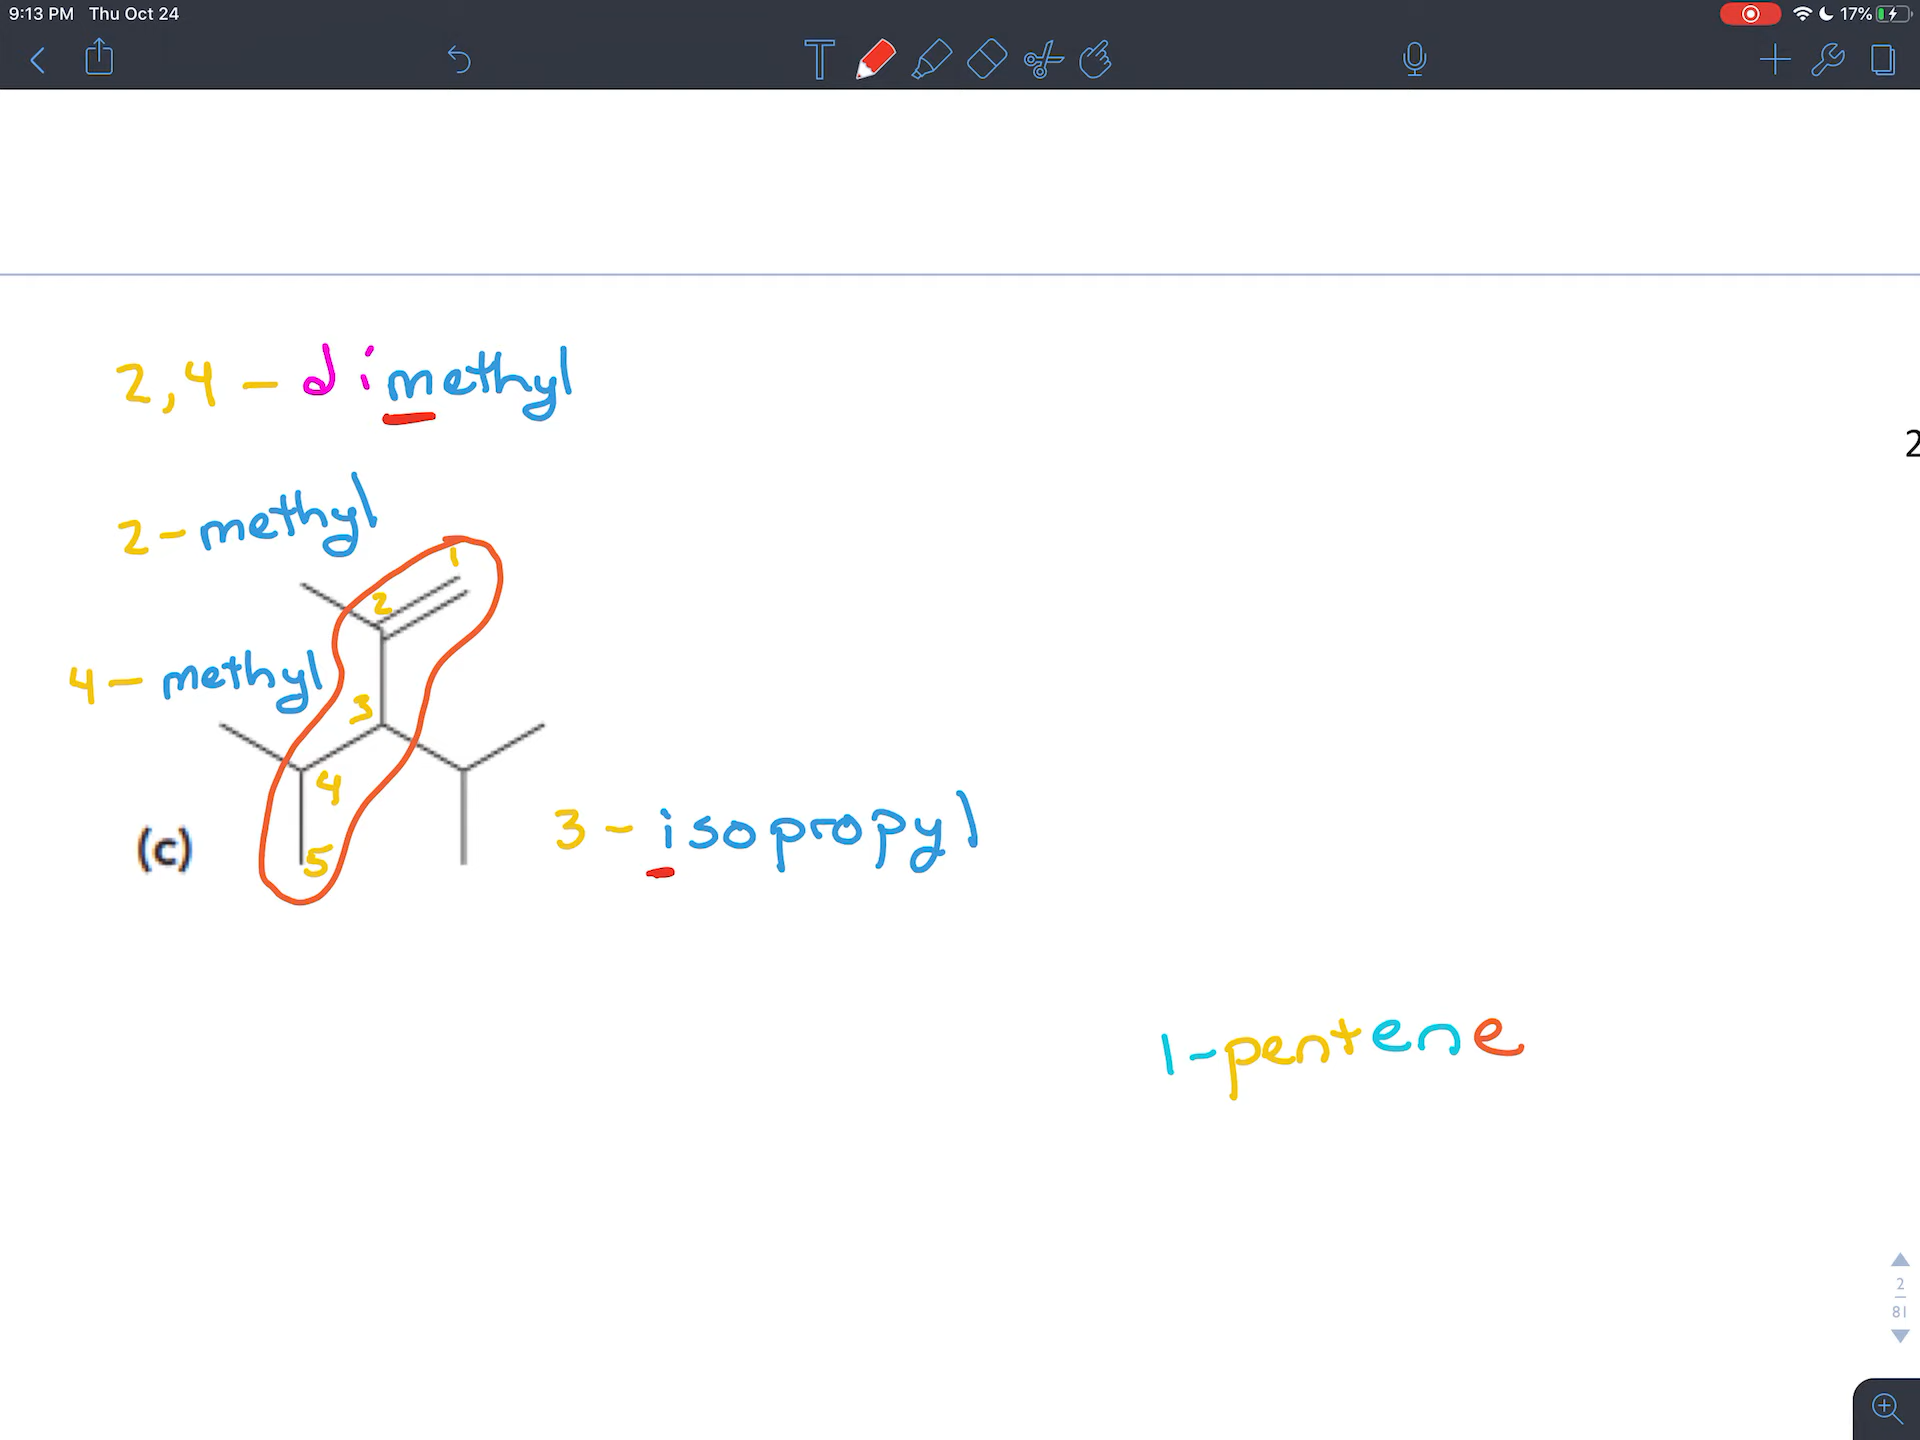 9:13 PM Thu Oct 24
17%
T
2,4 - dimethyl
2
2 - methyl
1
2
4 - methyl
3
4
3 - isopropyl
(c)
5
1-pentene
2
81